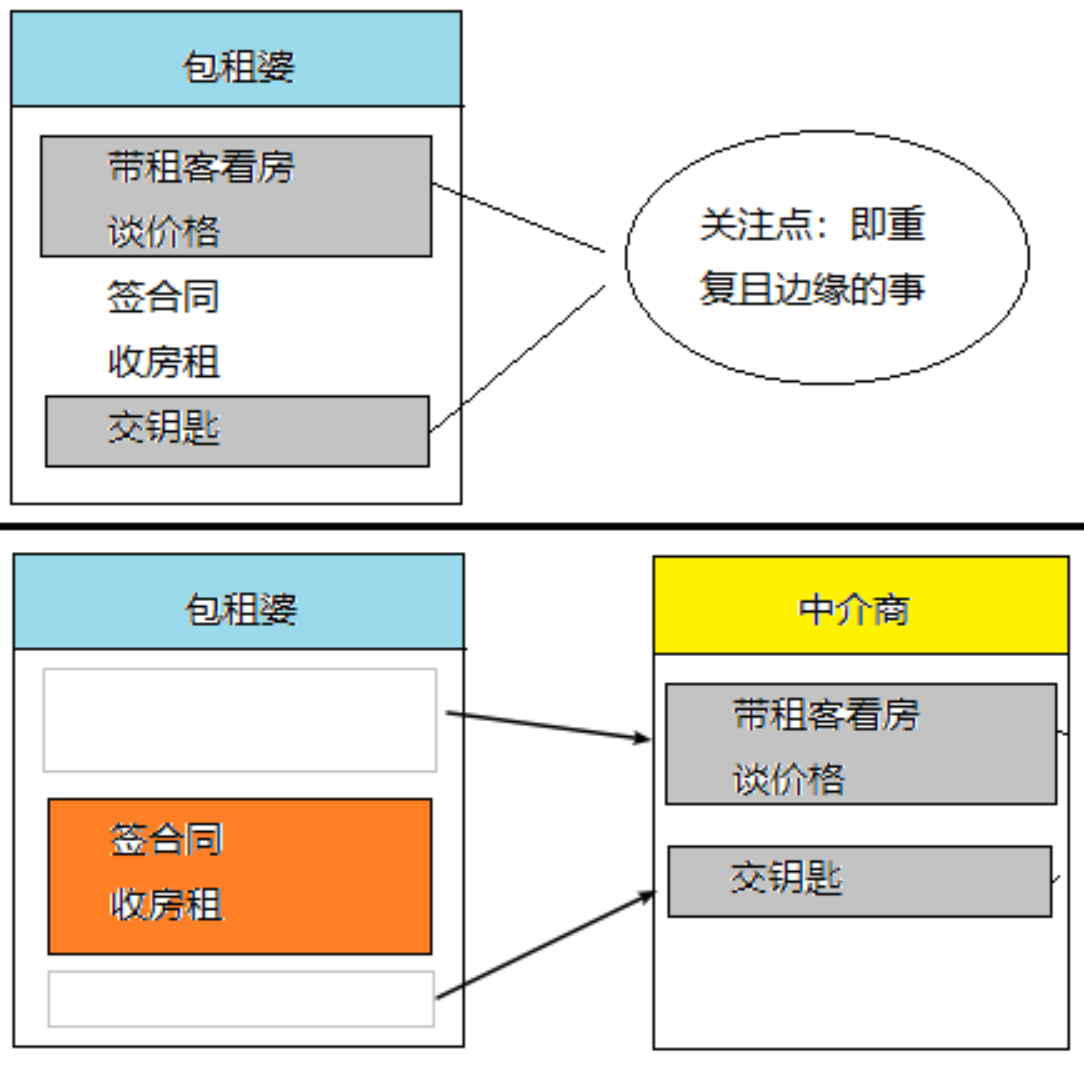 包租婆
带租客看房
谈价格
签合同
收房租
交钥匙
关注点：即重
复且边缘的事
包租婆
签合同
收房租
中介商
带租客看房
谈价格
交钥匙